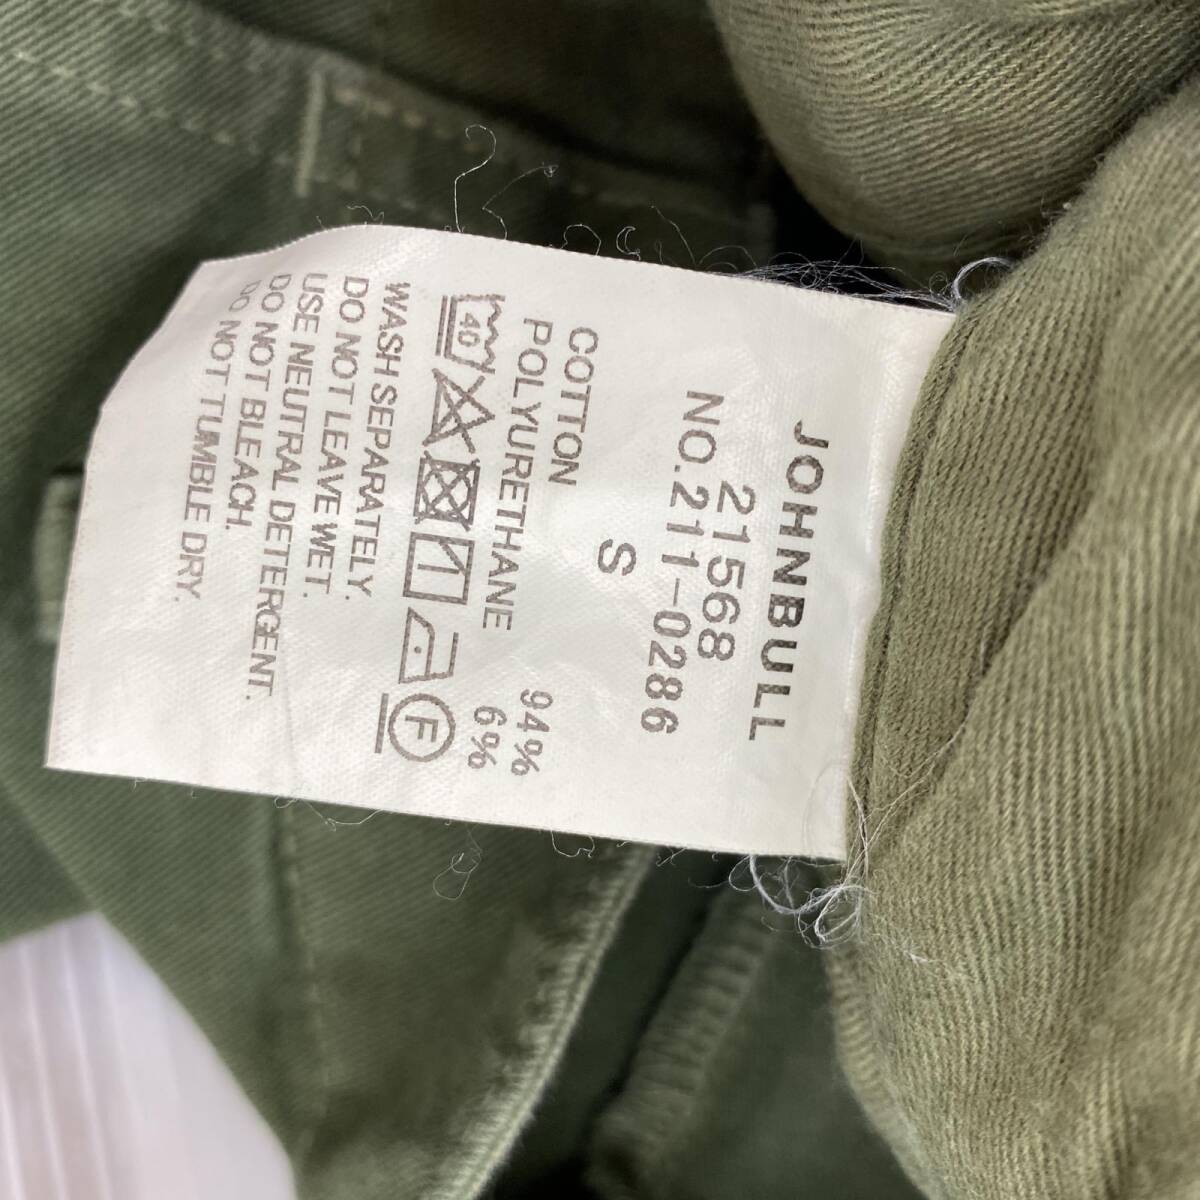 JOHNBULL
21568
NO.211-0286
S
COTTON 94%
POLYURETHANE 6%
40 F
WASH SEPARATELY.
DO NOT LEAVE WET.
USE NEUTRAL DETERGENT.
DO NOT BLEACH.
DO NOT TUMBLE DRY.